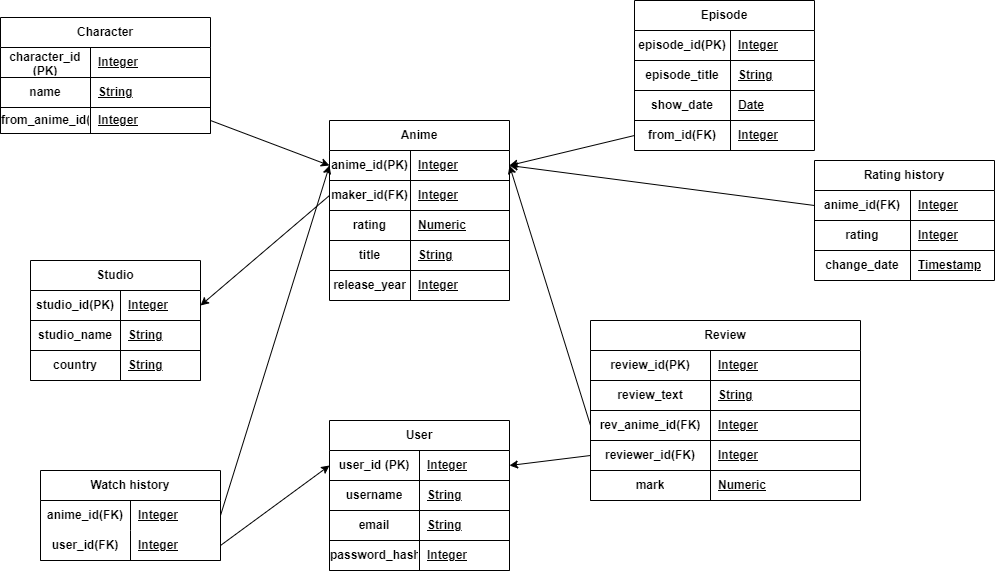 Character
character_id
(PK)
Integer
name
String
from_anime_id(
Integer
Episode
episode_id(PK)
Integer
episode_title
String
show_date
Date
from_id(FK)
Integer
Anime
anime_id(PK)
Integer
maker_id(FK)
Integer
rating
Numeric
title
String
release_year
Integer
Rating history
anime_id(FK)
Integer
rating
Integer
change_date
Timestamp
Studio
studio_id(PK)
Integer
studio_name
String
country
String
Review
review_id(PK)
Integer
review_text
String
rev_anime_id(FK)
Integer
reviewer_id(FK)
Integer
mark
Numeric
User
user_id (PK)
Integer
username
String
email
String
password_hash
Integer
Watch history
anime_id(FK)
Integer
user_id(FK)
Integer